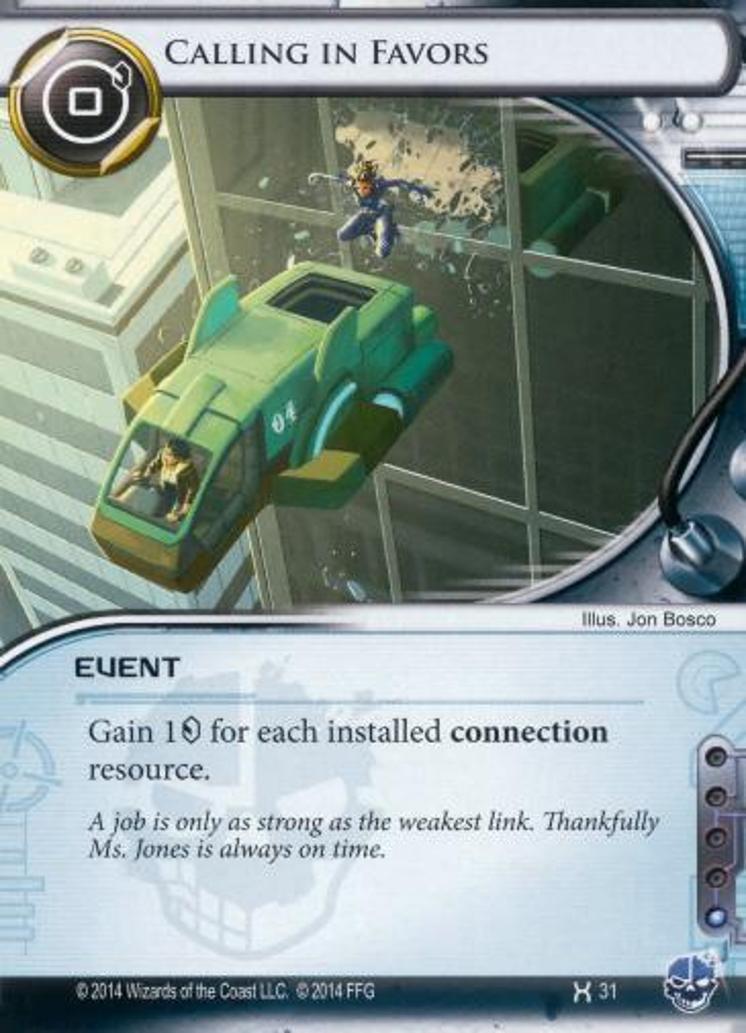 CALLING IN FAVORS
04
Illus. Jon Bosco
EVENT
Gain 1 for each installed connection
resource.
A job is only as strong as the weakest link. Thankfully
Ms. Jones is always on time.
© 2014 Wizards of the Coast LLC. © 2014 FFG
31